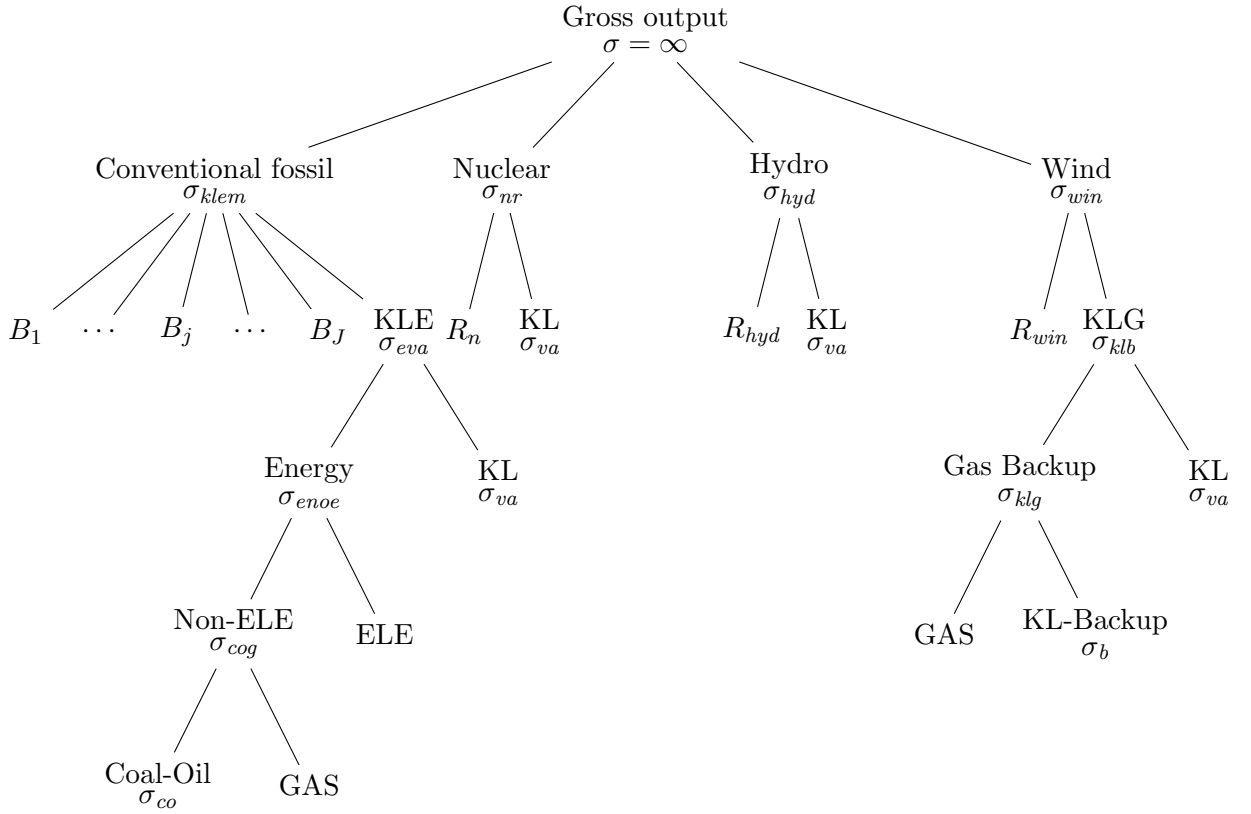 Gross output
σ = ∞
Conventional fossil Nuclear Hydro Wind
σ_klem σ_nr σ_hyd σ_win
B_1 ⋯ B_j ⋯ B_J KLE R_n KL R_hyd KL R_win KLG
σ_eva σ_va σ_va σ_klb
Energy KL Gas Backup KL
σ_enoe σ_va σ_klg σ_va
Non-ELE ELE GAS KL-Backup
σ_cog σ_b
Coal-Oil GAS
σ_co